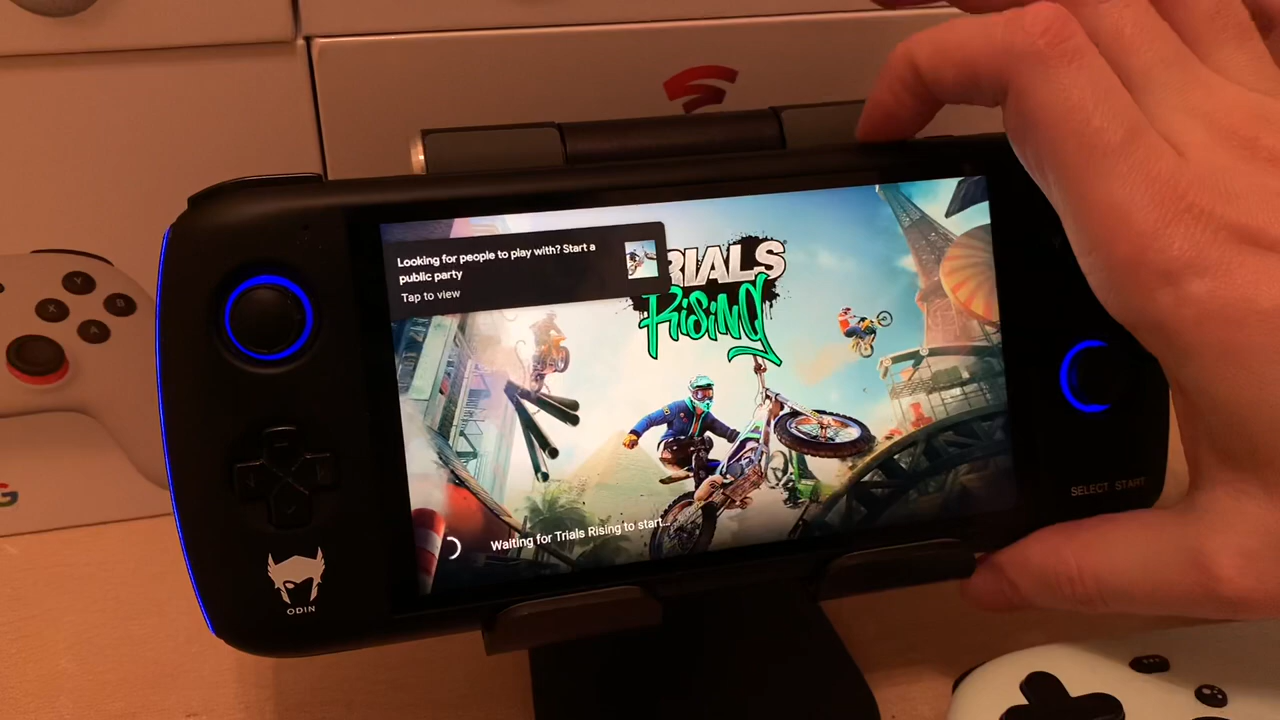 Looking for people to play with? Start a
public party
Tap to view
TRIALS
RiSiNG
Waiting for Trials Rising to start...
Y
X
B
A
SELECT START
ODIN
G